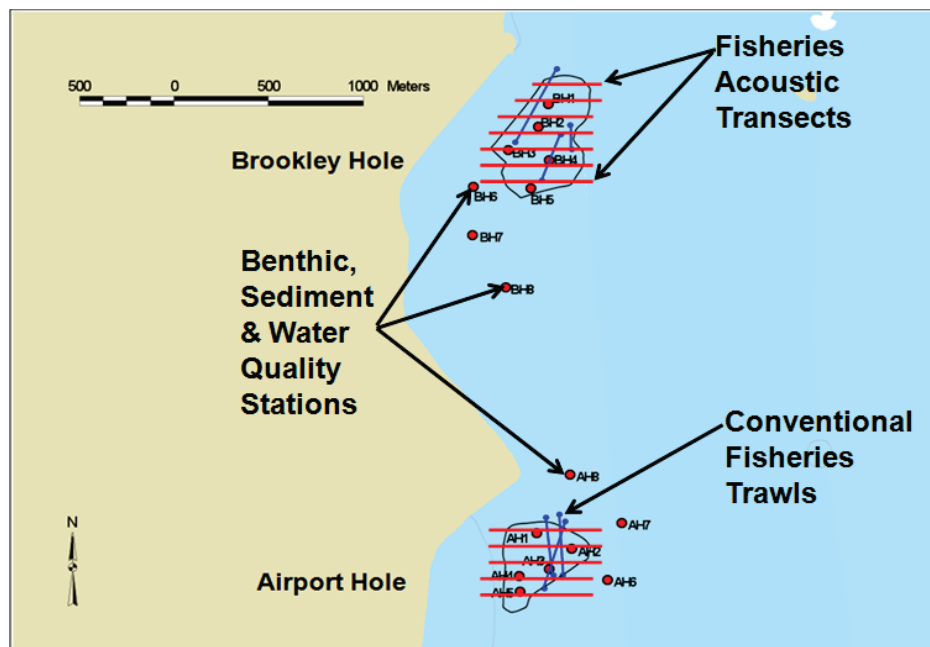 Fisheries
Acoustic
Transects
500 0 500 1000 Meters
Brookley Hole
BH1
BH2
BH3
BH4
BH5
BH6
BH7
BH8
Benthic,
Sediment
& Water
Quality
Stations
Conventional
Fisheries
Trawls
AH8
AH7
AH1
AH2
AH3
AH4
AH5
AH6
N
Airport Hole